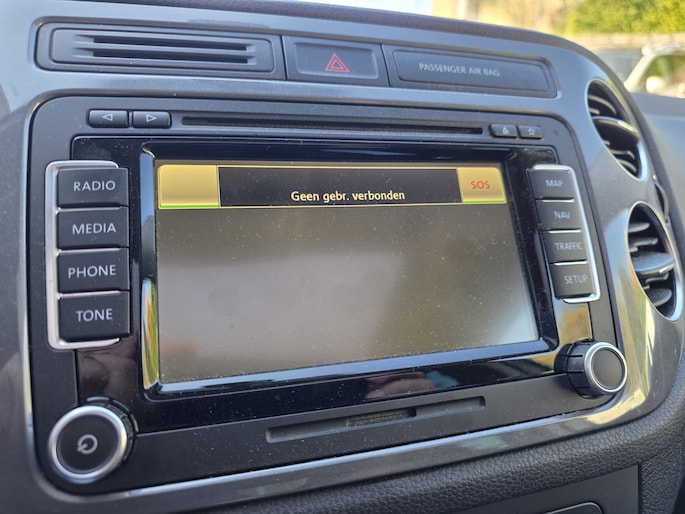 PASSENGER AIR BAG
Geen gebr. verbonden
SOS
RADIO
MEDIA
PHONE
TONE
MAP
NAV
TRAFFIC
SETUP